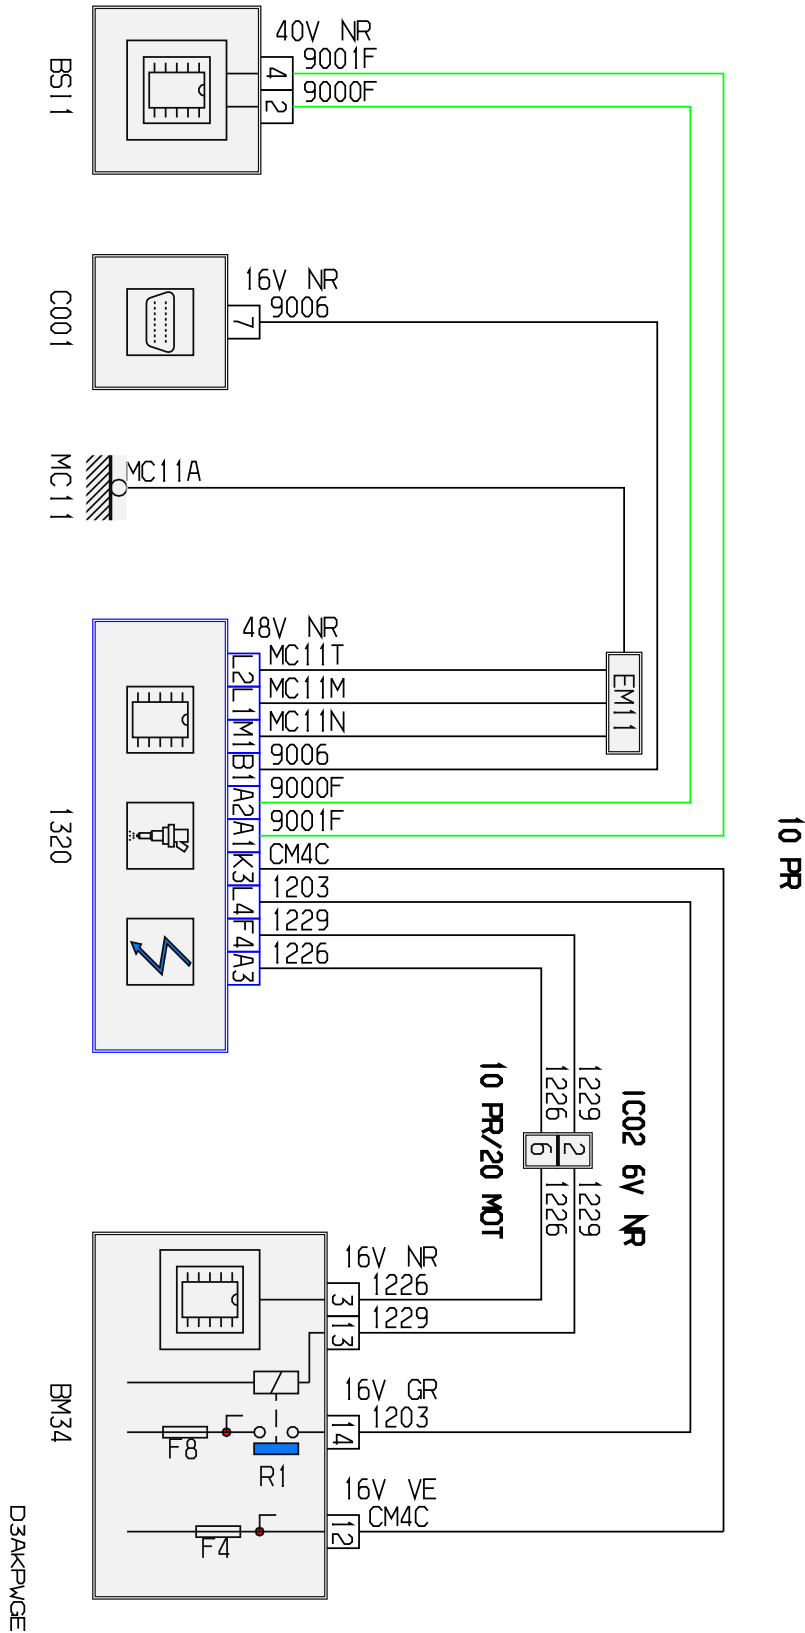 40V NR
9001F
4
9000F
2
BSI1
16V NR
9006
7
C001
MC11A
MC11
48V NR
MC11T
L2
MC11M
L1
MC11N
M1
9006
B1
9000F
A2
9001F
A1
CM4C
K3
1203
L4
1229
F4
1226
A3
EM11
1320
10 PR
1229
1226
IC02 6V NR
2
6
10 PR/20 MOT
1229
1226
16V NR
1226
3
1229
13
16V GR
1203
14
F8
R1
16V VE
CM4C
12
F4
BM34
D3AKPWGE